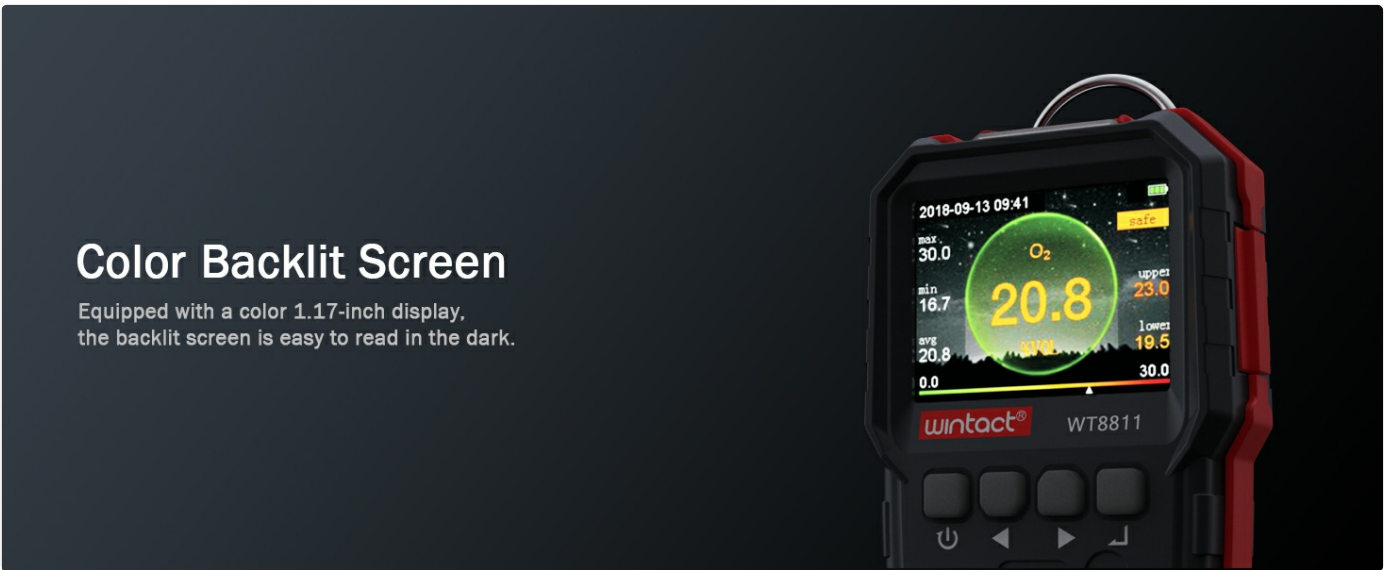 Color Backlit Screen
Equipped with a color 1.17-inch display,
the backlit screen is easy to read in the dark.
2018-09-13 09:41
safe
max
30.0
O₂
upper
23.0
min
16.7
20.8
lower
19.5
avg
20.8
%VOL
0.0
30.0
wintact®
WT8811